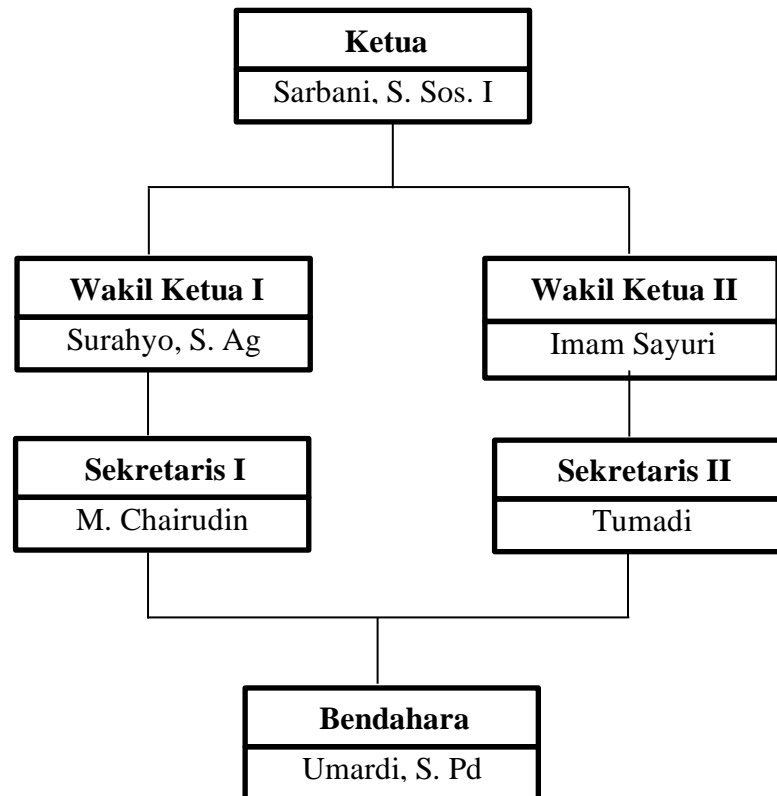 Ketua
Sarbani, S. Sos. I
Wakil Ketua I
Surahyo, S. Ag
Wakil Ketua II
Imam Sayuri
Sekretaris I
M. Chairudin
Sekretaris II
Tumadi
Bendahara
Umardi, S. Pd